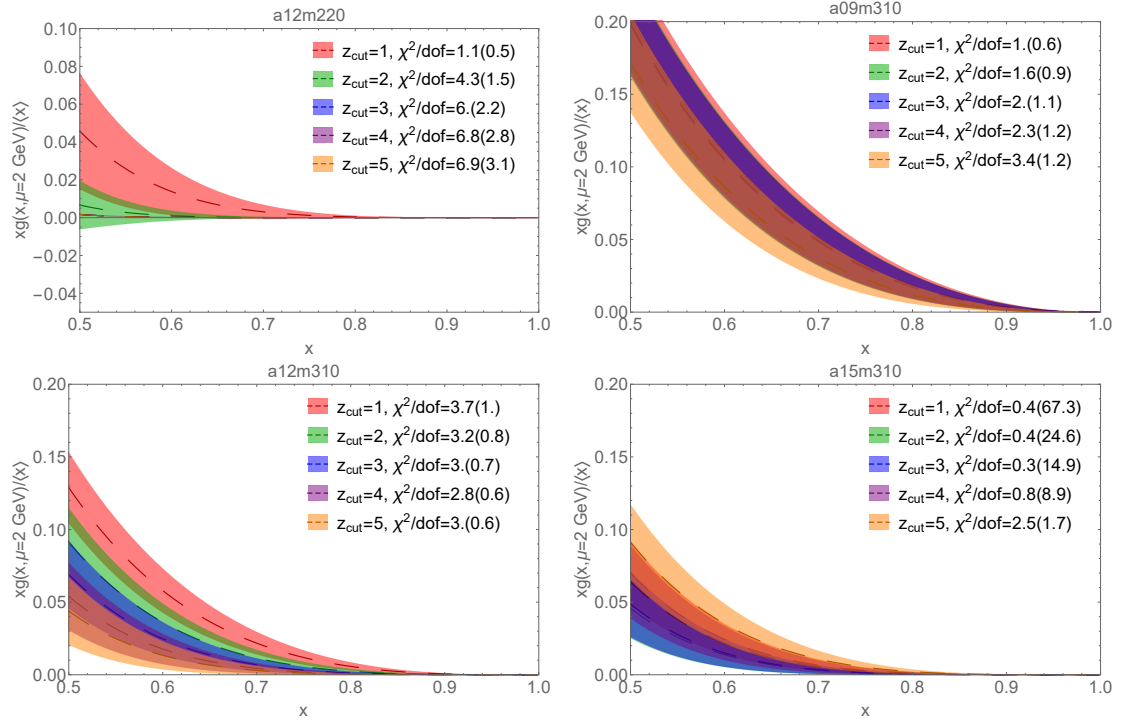 a12m220
xg(x,μ=2 GeV)/⟨x⟩
0.10
0.08
0.06
0.04
0.02
0.00
−0.02
−0.04
z_cut=1, χ²/dof=1.1(0.5)
z_cut=2, χ²/dof=4.3(1.5)
z_cut=3, χ²/dof=6.(2.2)
z_cut=4, χ²/dof=6.8(2.8)
z_cut=5, χ²/dof=6.9(3.1)
0.5 0.6 0.7 0.8 0.9 1.0
x
a09m310
xg(x,μ=2 GeV)/⟨x⟩
0.20
0.15
0.10
0.05
0.00
z_cut=1, χ²/dof=1.(0.6)
z_cut=2, χ²/dof=1.6(0.9)
z_cut=3, χ²/dof=2.(1.1)
z_cut=4, χ²/dof=2.3(1.2)
z_cut=5, χ²/dof=3.4(1.2)
0.5 0.6 0.7 0.8 0.9 1.0
x
a12m310
xg(x,μ=2 GeV)/⟨x⟩
0.20
0.15
0.10
0.05
0.00
z_cut=1, χ²/dof=3.7(1.)
z_cut=2, χ²/dof=3.2(0.8)
z_cut=3, χ²/dof=3.(0.7)
z_cut=4, χ²/dof=2.8(0.6)
z_cut=5, χ²/dof=3.(0.6)
0.5 0.6 0.7 0.8 0.9 1.0
x
a15m310
xg(x,μ=2 GeV)/⟨x⟩
0.20
0.15
0.10
0.05
0.00
z_cut=1, χ²/dof=0.4(67.3)
z_cut=2, χ²/dof=0.4(24.6)
z_cut=3, χ²/dof=0.3(14.9)
z_cut=4, χ²/dof=0.8(8.9)
z_cut=5, χ²/dof=2.5(1.7)
0.5 0.6 0.7 0.8 0.9 1.0
x